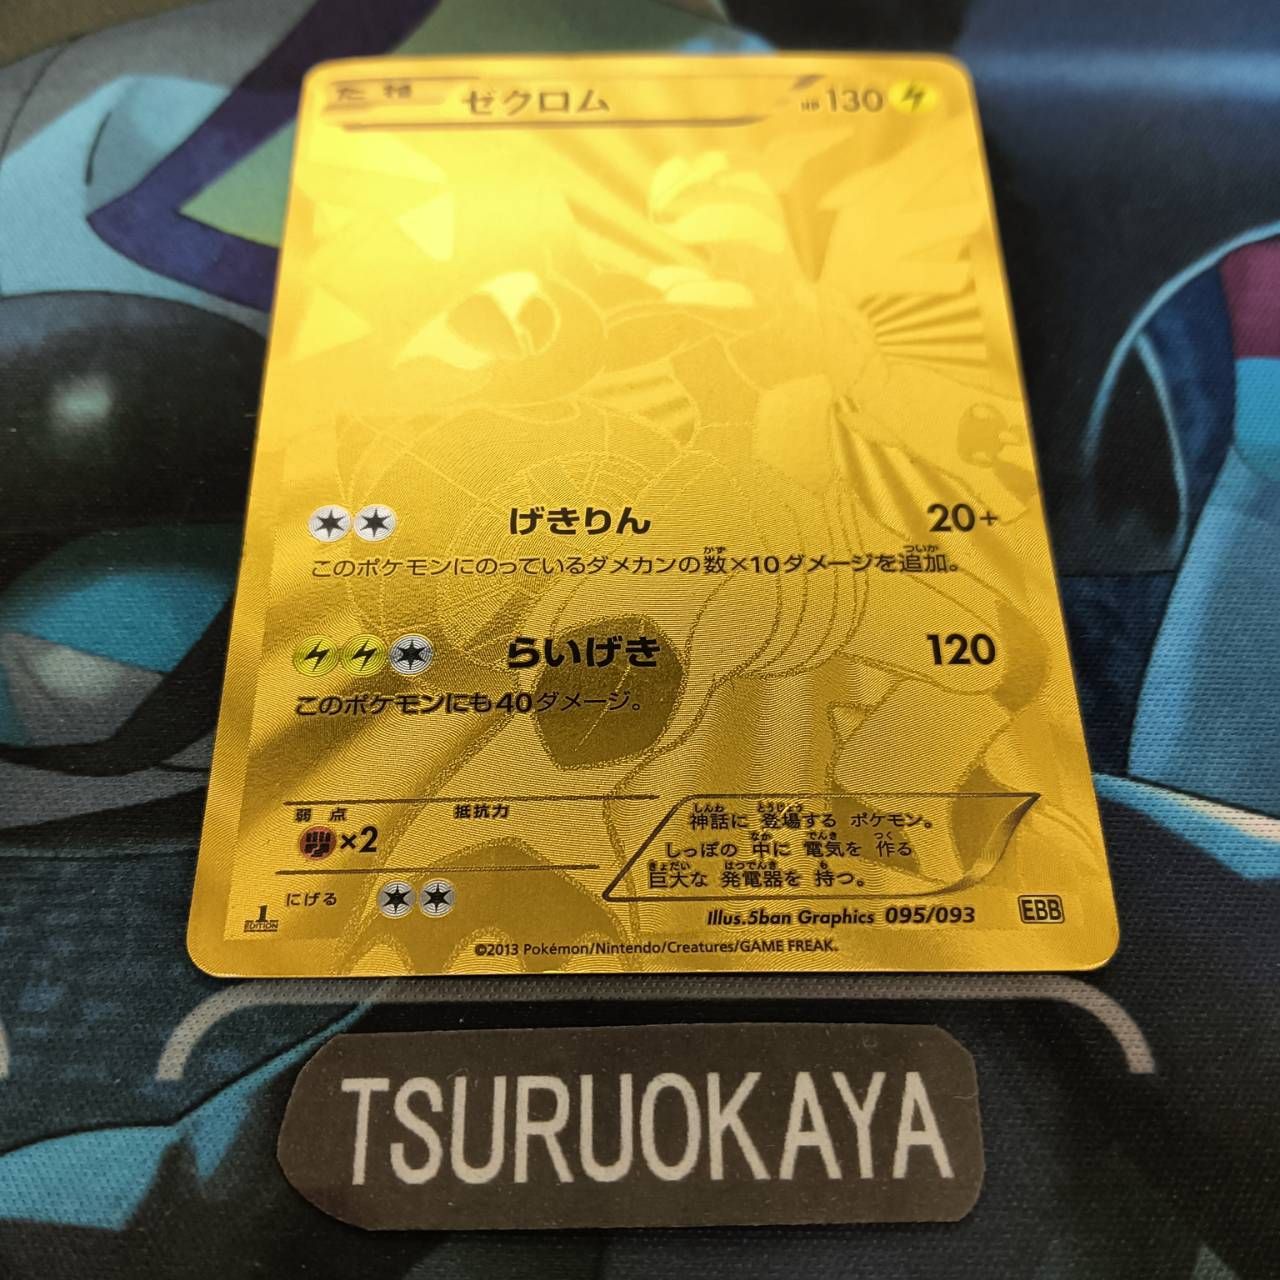 たね ゼクロム HP130
げきりん 20+
このポケモンにのっているダメカンの数×10ダメージを追加。
らいげき 120
このポケモンにも40ダメージ。
弱点 抵抗力
×2
にげる
神話に 登場する ポケモン。
しっぽの 中に 電気を 作る
巨大な 発電器を 持つ。
1 EDITION
Illus.5ban Graphics 095/093 EBB
©2013 Pokémon/Nintendo/Creatures/GAME FREAK.
TSURUOKAYA